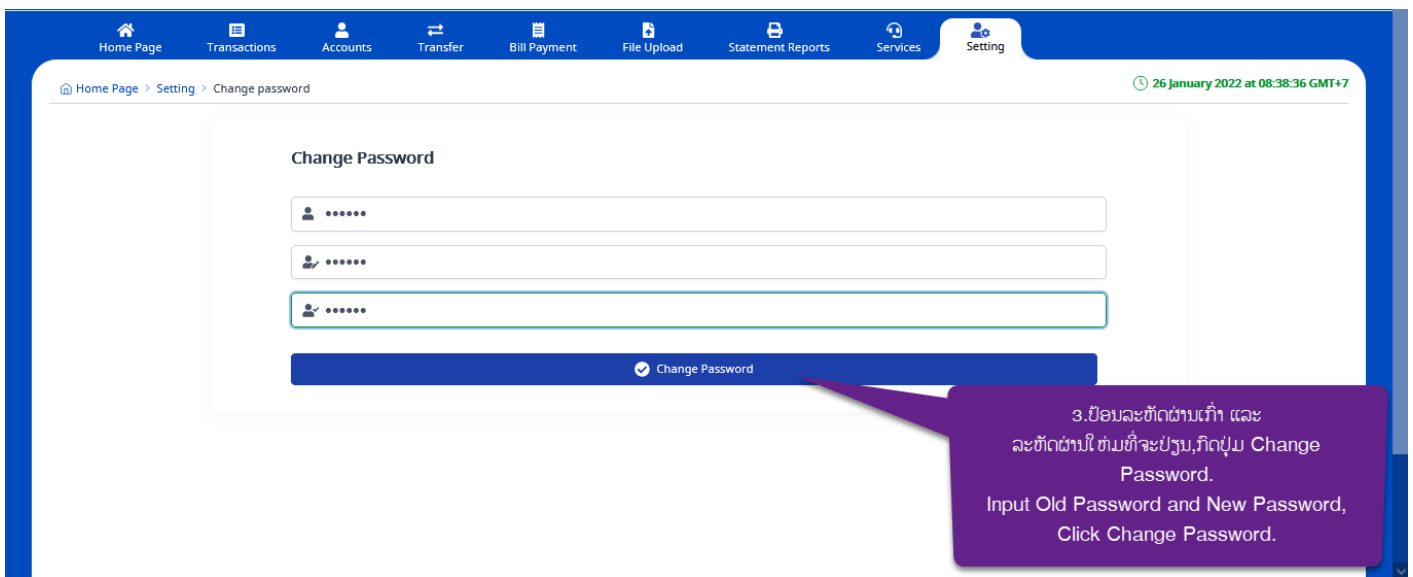 Home Page Transactions Accounts Transfer Bill Payment File Upload Statement Reports Services Setting
Home Page > Setting > Change password
26 January 2022 at 08:38:36 GMT+7
Change Password
••••••
••••••
••••••
Change Password
3.ປ້ອນລະຫັດຜ່ານເກົ່າ ແລະ
ລະຫັດຜ່ານໃຫ່ມທີ່ຈະປ່ຽນ,ກົດປຸ່ມ Change
Password.
Input Old Password and New Password,
Click Change Password.